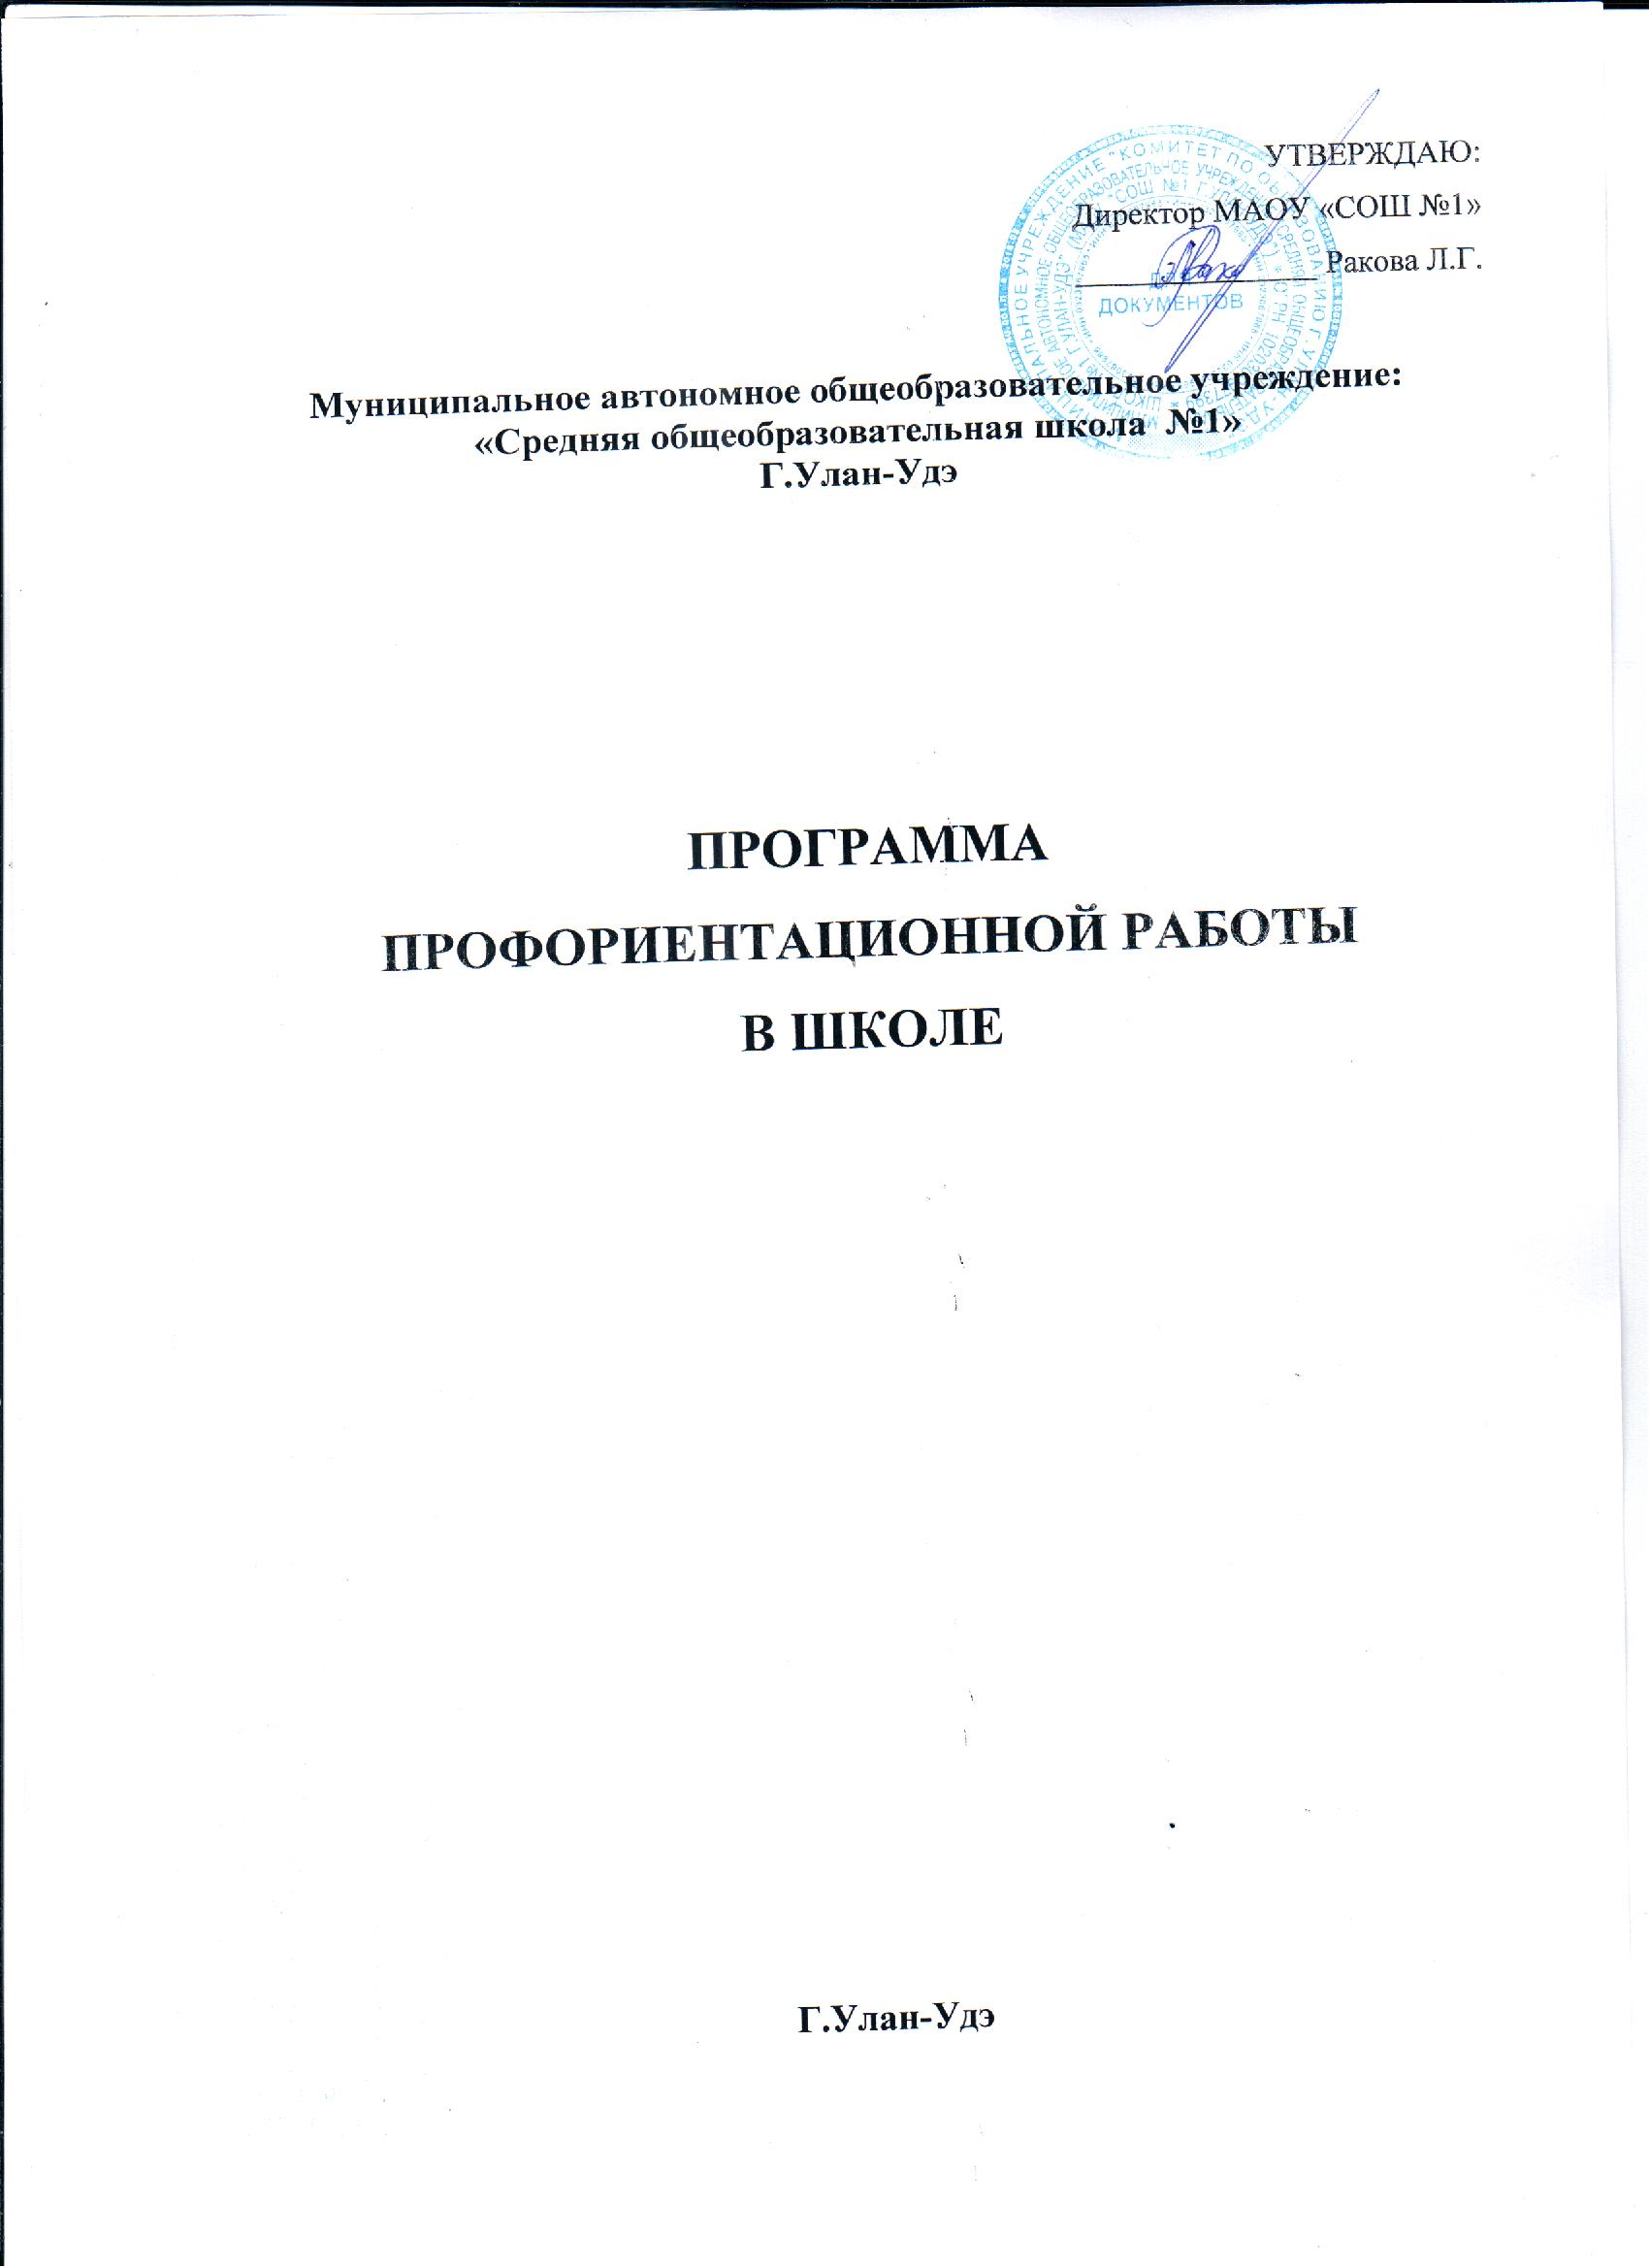 УТВЕРЖДАЮ:
Директор МАОУ «СОШ №1»
Ракова Л.Г.
ДОКУМЕНТОВ
Муниципальное автономное общеобразовательное учреждение:
«Средняя общеобразовательная школа №1»
Г.Улан-Удэ
ПРОГРАММА
ПРОФОРИЕНТАЦИОННОЙ РАБОТЫ
В ШКОЛЕ
Г.Улан-Удэ